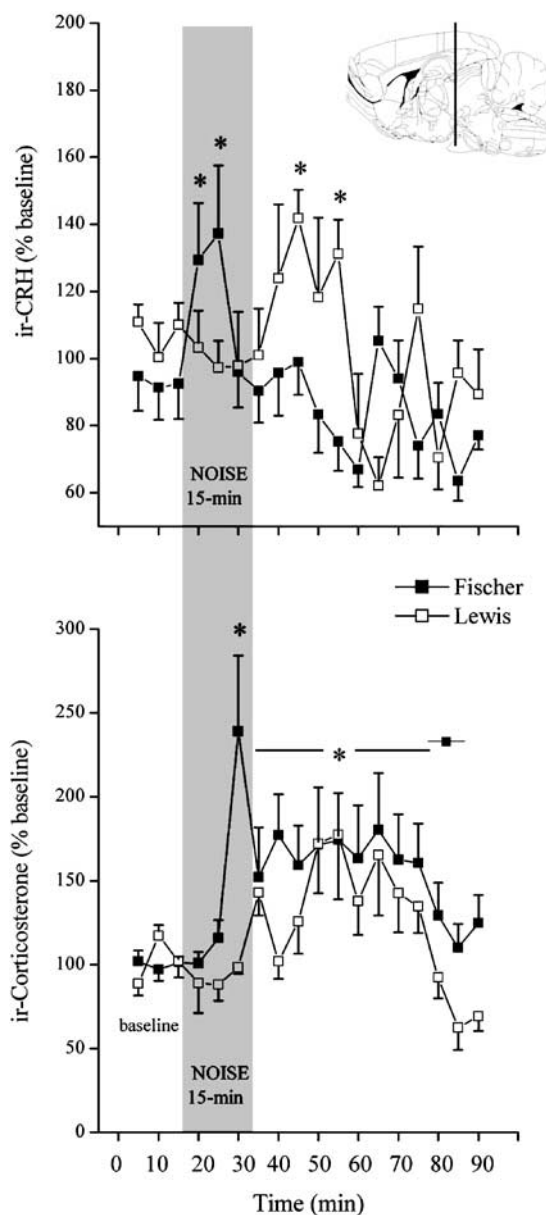 200
180
160
140
120
100
80
60
ir-CRH (% baseline)
*
*
*
*
NOISE
15-min
Fischer
Lewis
300
250
200
150
100
50
0
ir-Corticosterone (% baseline)
*
*
baseline
NOISE
15-min
0 10 20 30 40 50 60 70 80 90
Time (min)